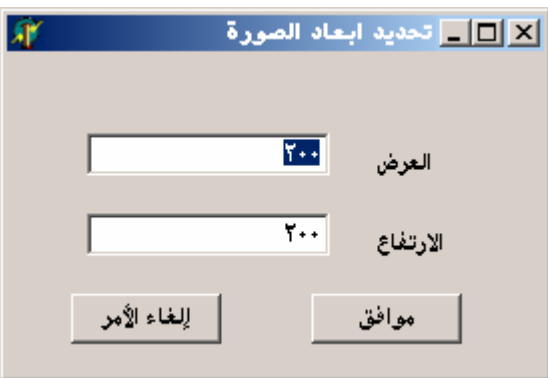 تحديد ابعاد الصورة
العرض ٢٠٠
الارتفاع ٢٠٠
موافق إلغاء الأمر